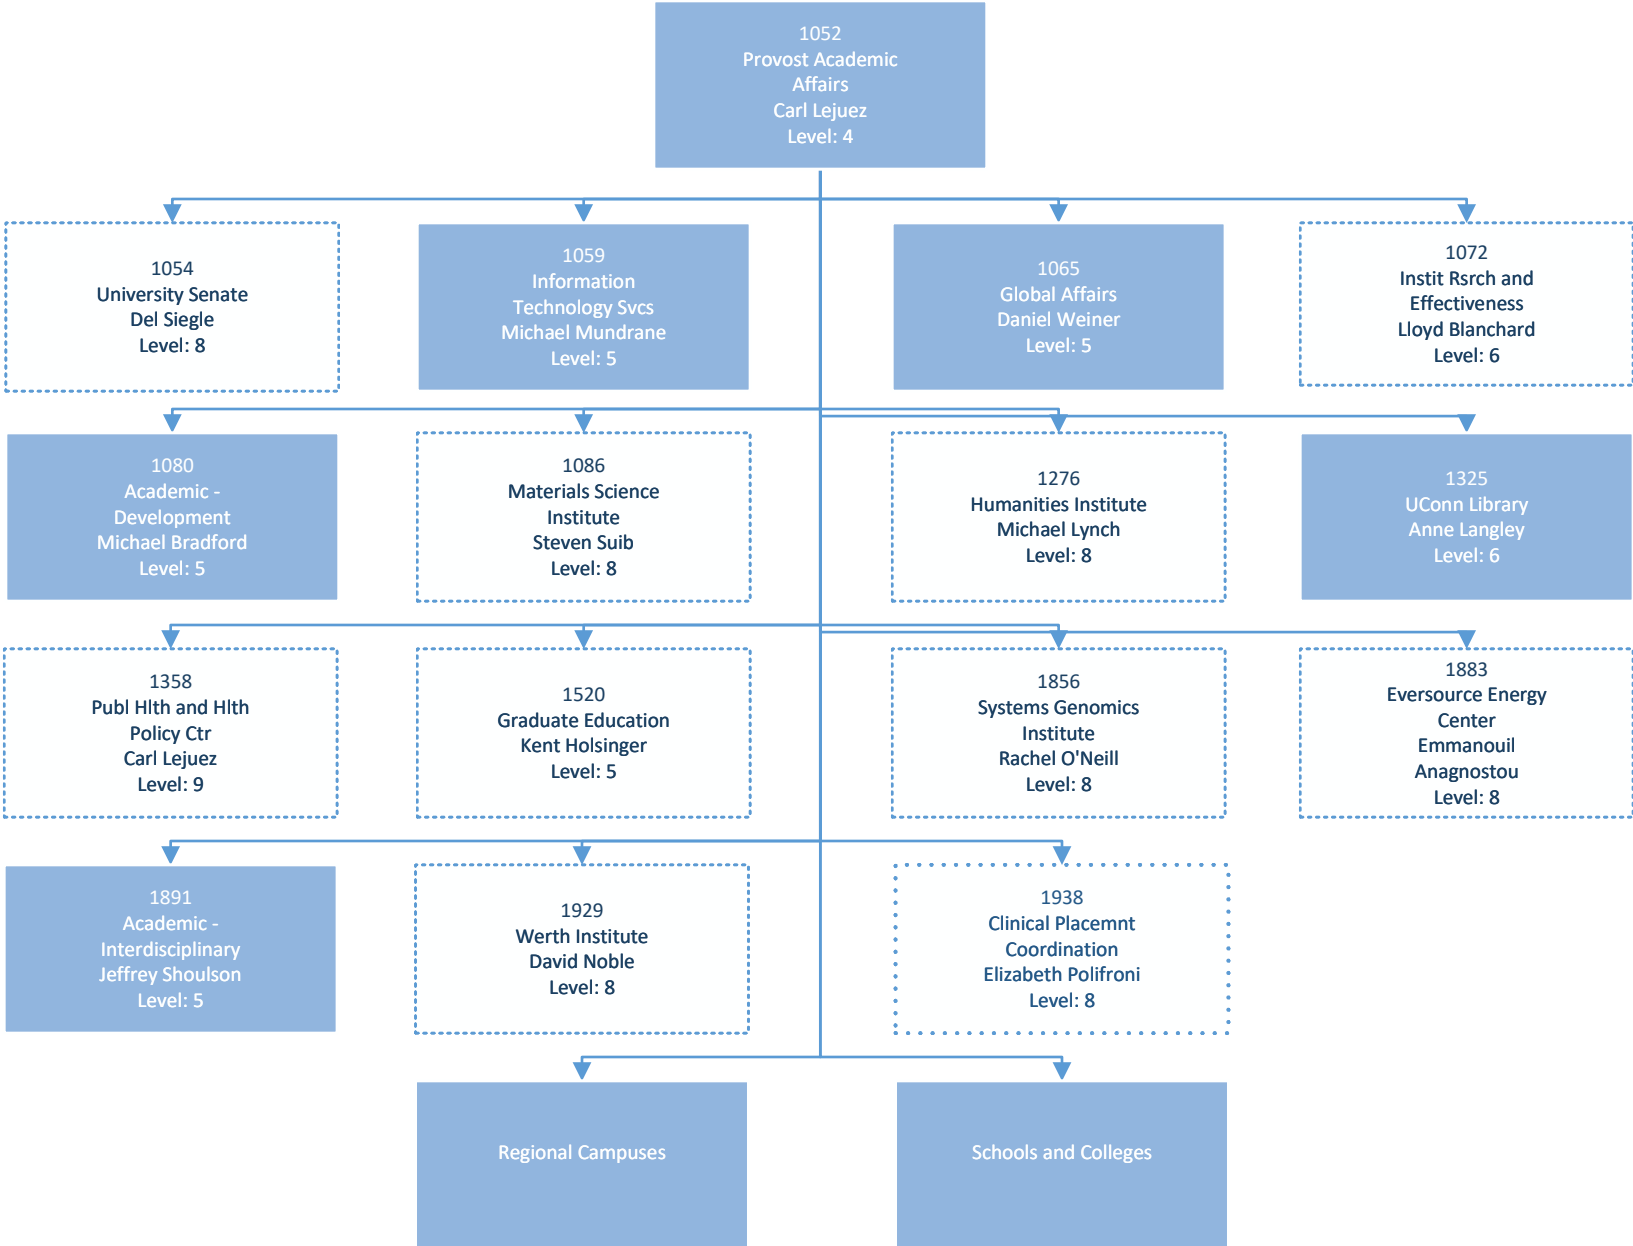 1052
Provost Academic
Affairs
Carl Lejuez
Level: 4
1054
University Senate
Del Siegle
Level: 8
1059
Information
Technology Svcs
Michael Mundrane
Level: 5
1065
Global Affairs
Daniel Weiner
Level: 5
1072
Instit Rsrch and
Effectiveness
Lloyd Blanchard
Level: 6
1080
Academic -
Development
Michael Bradford
Level: 5
1086
Materials Science
Institute
Steven Suib
Level: 8
1276
Humanities Institute
Michael Lynch
Level: 8
1325
UConn Library
Anne Langley
Level: 6
1358
Publ Hlth and Hlth
Policy Ctr
Carl Lejuez
Level: 9
1520
Graduate Education
Kent Holsinger
Level: 5
1856
Systems Genomics
Institute
Rachel O'Neill
Level: 8
1883
Eversource Energy
Center
Emmanouil
Anagnostou
Level: 8
1891
Academic -
Interdisciplinary
Jeffrey Shoulson
Level: 5
1929
Werth Institute
David Noble
Level: 8
1938
Clinical Placemnt
Coordination
Elizabeth Polifroni
Level: 8
Regional Campuses
Schools and Colleges